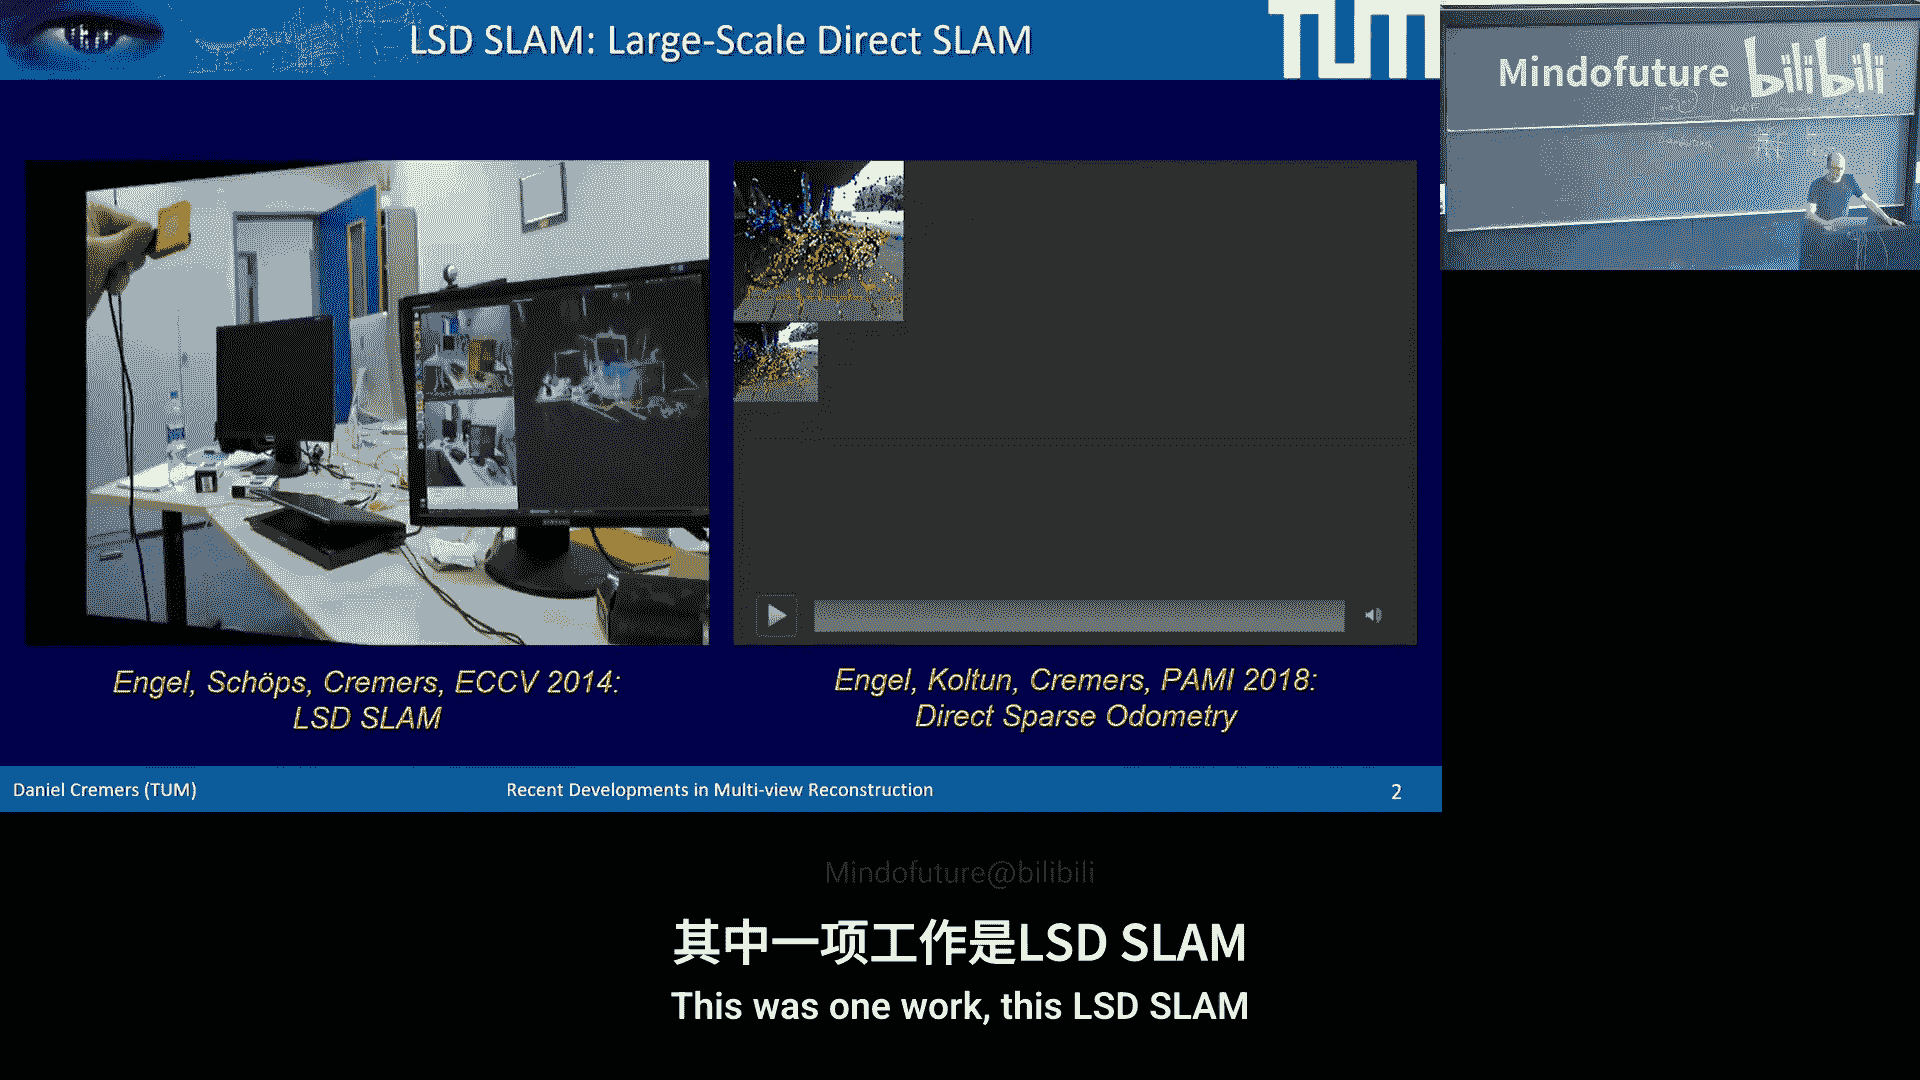 LSD SLAM: Large-Scale Direct SLAM
TUM
Mindofuture bilibili
Engel, Schöps, Cremers, ECCV 2014:
LSD SLAM
Engel, Koltun, Cremers, PAMI 2018:
Direct Sparse Odometry
Daniel Cremers (TUM)
Recent Developments in Multi-view Reconstruction
2
Mindofuture@bilibili
其中一项工作是LSD SLAM
This was one work, this LSD SLAM